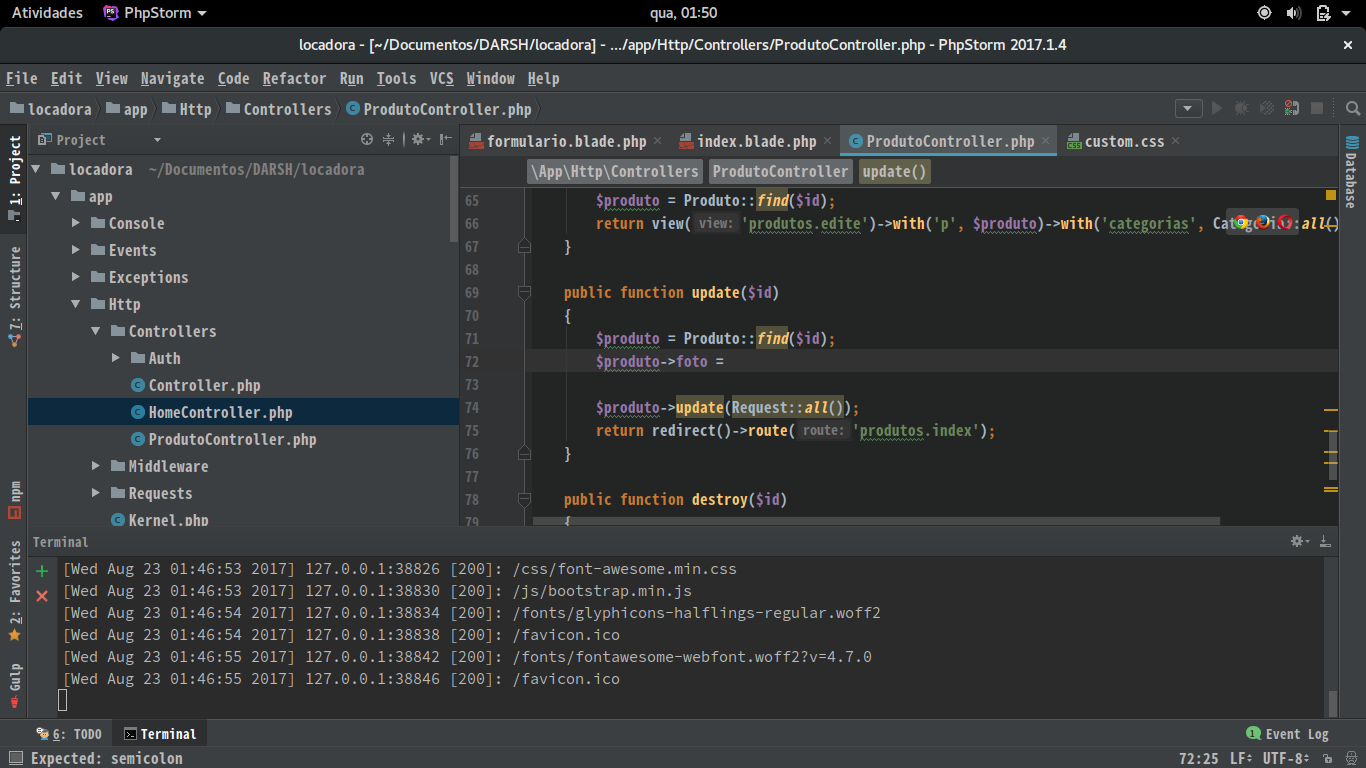 Atividades PhpStorm qua, 01:50
locadora - [~/Documentos/DARSH/locadora] - .../app/Http/Controllers/ProdutoController.php - PhpStorm 2017.1.4
File Edit View Navigate Code Refactor Run Tools VCS Window Help
locadora app Http Controllers ProdutoController.php
1: Project
7: Structure
npm
2: Favorites
Gulp
Project
locadora ~/Documentos/DARSH/locadora
app
Console
Events
Exceptions
Http
Controllers
Auth
Controller.php
HomeController.php
ProdutoController.php
Middleware
Requests
Kernel.php
formulario.blade.php index.blade.php ProdutoController.php custom.css
\App\Http\Controllers ProdutoController update()
65 $produto = Produto::find($id);
66 return view( view: 'produtos.edite')->with('p', $produto)->with('categorias', Categorias::all()
67 }
68
69 public function update($id)
70 {
71 $produto = Produto::find($id);
72 $produto->foto =
73
74 $produto->update(Request::all());
75 return redirect()->route( route: 'produtos.index');
76 }
77
78 public function destroy($id)
79 {
Database
Terminal
[Wed Aug 23 01:46:53 2017] 127.0.0.1:38826 [200]: /css/font-awesome.min.css
[Wed Aug 23 01:46:53 2017] 127.0.0.1:38830 [200]: /js/bootstrap.min.js
[Wed Aug 23 01:46:54 2017] 127.0.0.1:38834 [200]: /fonts/glyphicons-halflings-regular.woff2
[Wed Aug 23 01:46:54 2017] 127.0.0.1:38838 [200]: /favicon.ico
[Wed Aug 23 01:46:55 2017] 127.0.0.1:38842 [200]: /fonts/fontawesome-webfont.woff2?v=4.7.0
[Wed Aug 23 01:46:55 2017] 127.0.0.1:38846 [200]: /favicon.ico
6: TODO Terminal 1 Event Log
Expected: semicolon 72:25 LF UTF-8